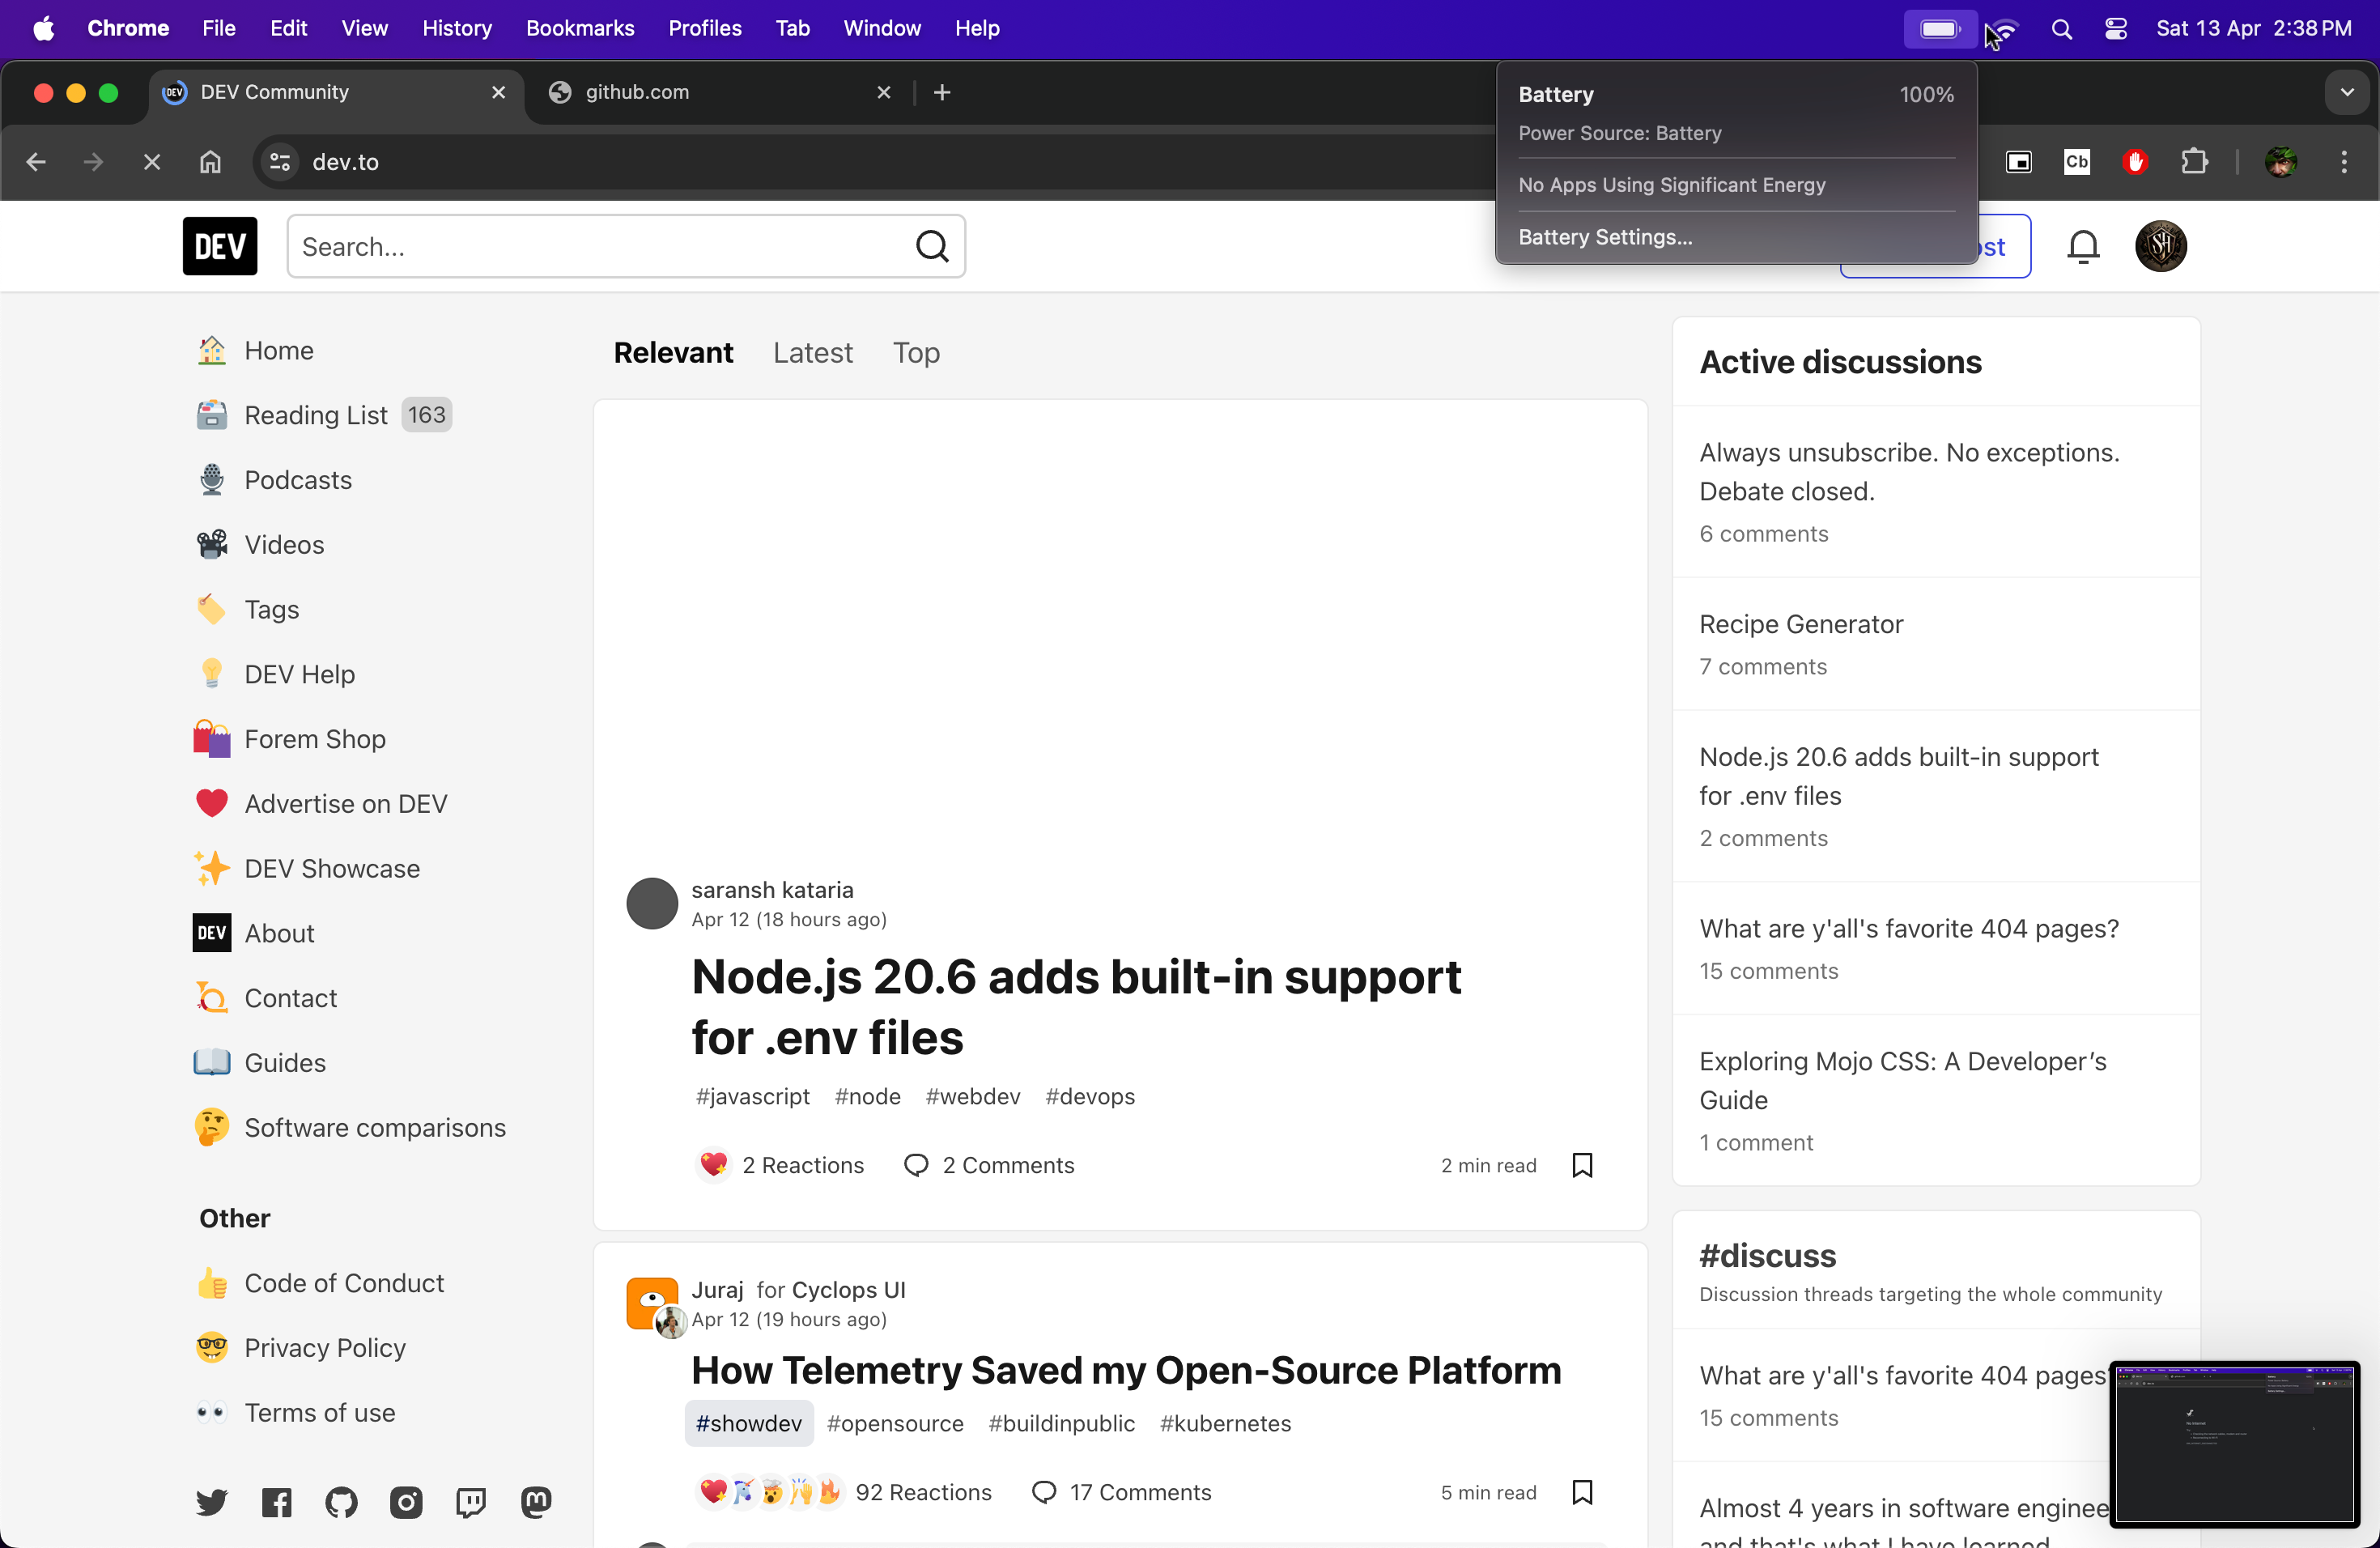 Chrome File Edit View History Bookmarks Profiles Tab Window Help
Sat 13 Apr 2:38 PM
DEV Community
github.com
dev.to
Cb
Battery 100%
Power Source: Battery
No Apps Using Significant Energy
Battery Settings...
DEV
Search...
SH
Home
Reading List 163
Podcasts
Videos
Tags
DEV Help
Forem Shop
Advertise on DEV
DEV Showcase
DEV About
Contact
Guides
Software comparisons
Other
Code of Conduct
Privacy Policy
Terms of use
Relevant Latest Top
saransh kataria
Apr 12 (18 hours ago)
Node.js 20.6 adds built-in support
for .env files
#javascript #node #webdev #devops
2 Reactions 2 Comments 2 min read
Juraj for Cyclops UI
Apr 12 (19 hours ago)
How Telemetry Saved my Open-Source Platform
#showdev #opensource #buildinpublic #kubernetes
92 Reactions 17 Comments 5 min read
Active discussions
Always unsubscribe. No exceptions.
Debate closed.
6 comments
Recipe Generator
7 comments
Node.js 20.6 adds built-in support
for .env files
2 comments
What are y'all's favorite 404 pages?
15 comments
Exploring Mojo CSS: A Developer’s
Guide
1 comment
#discuss
Discussion threads targeting the whole community
What are y'all's favorite 404 pages
15 comments
Almost 4 years in software enginee
and that's what I have learned